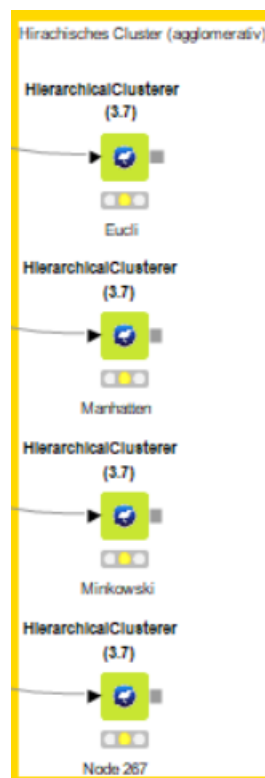 Hirachisches Cluster (agglomerativ)
HierarchicalClusterer
(3.7)
Eucli
HierarchicalClusterer
(3.7)
Manhatten
HierarchicalClusterer
(3.7)
Minkowski
HierarchicalClusterer
(3.7)
Node 267